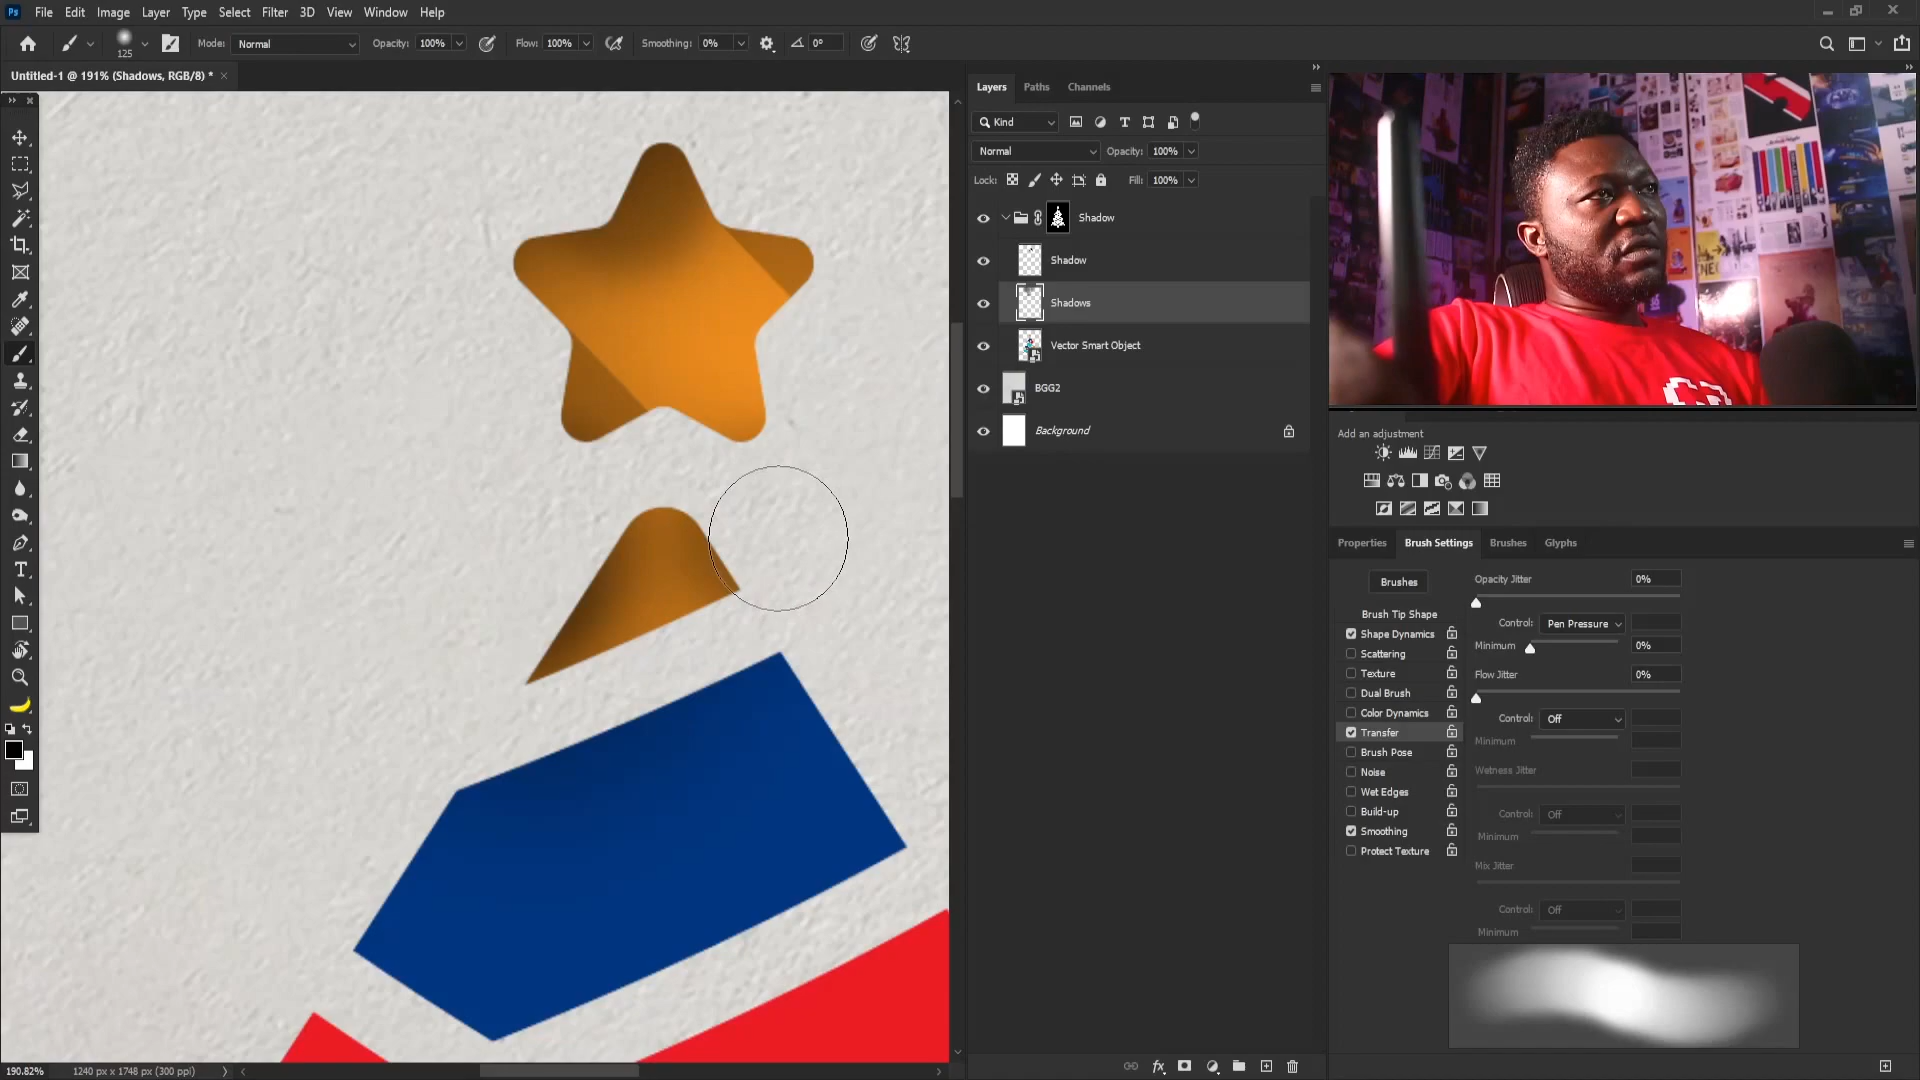 Ps File Edit Image Layer Type Select Filter 3D View Window Help
125 Mode: Normal Opacity: 100% Flow: 100% Smoothing: 0% 0°
Untitled-1 @ 191% (Shadows, RGB/8) * ×
Layers Paths Channels
Kind
Normal Opacity: 100%
Lock: Fill: 100%
Shadow
Shadow
Shadows
Vector Smart Object
BGG2
Background
Add an adjustment
Properties Brush Settings Brushes Glyphs
Brushes
Brush Tip Shape
Shape Dynamics
Scattering
Texture
Dual Brush
Color Dynamics
Transfer
Brush Pose
Noise
Wet Edges
Build-up
Smoothing
Protect Texture
Opacity Jitter 0%
Control: Pen Pressure
Minimum 0%
Flow Jitter 0%
Control: Off
Minimum
Wetness Jitter
Control: Off
Minimum
Mix Jitter
Control: Off
Minimum
190.82% 1240 px x 1748 px (300 ppi)